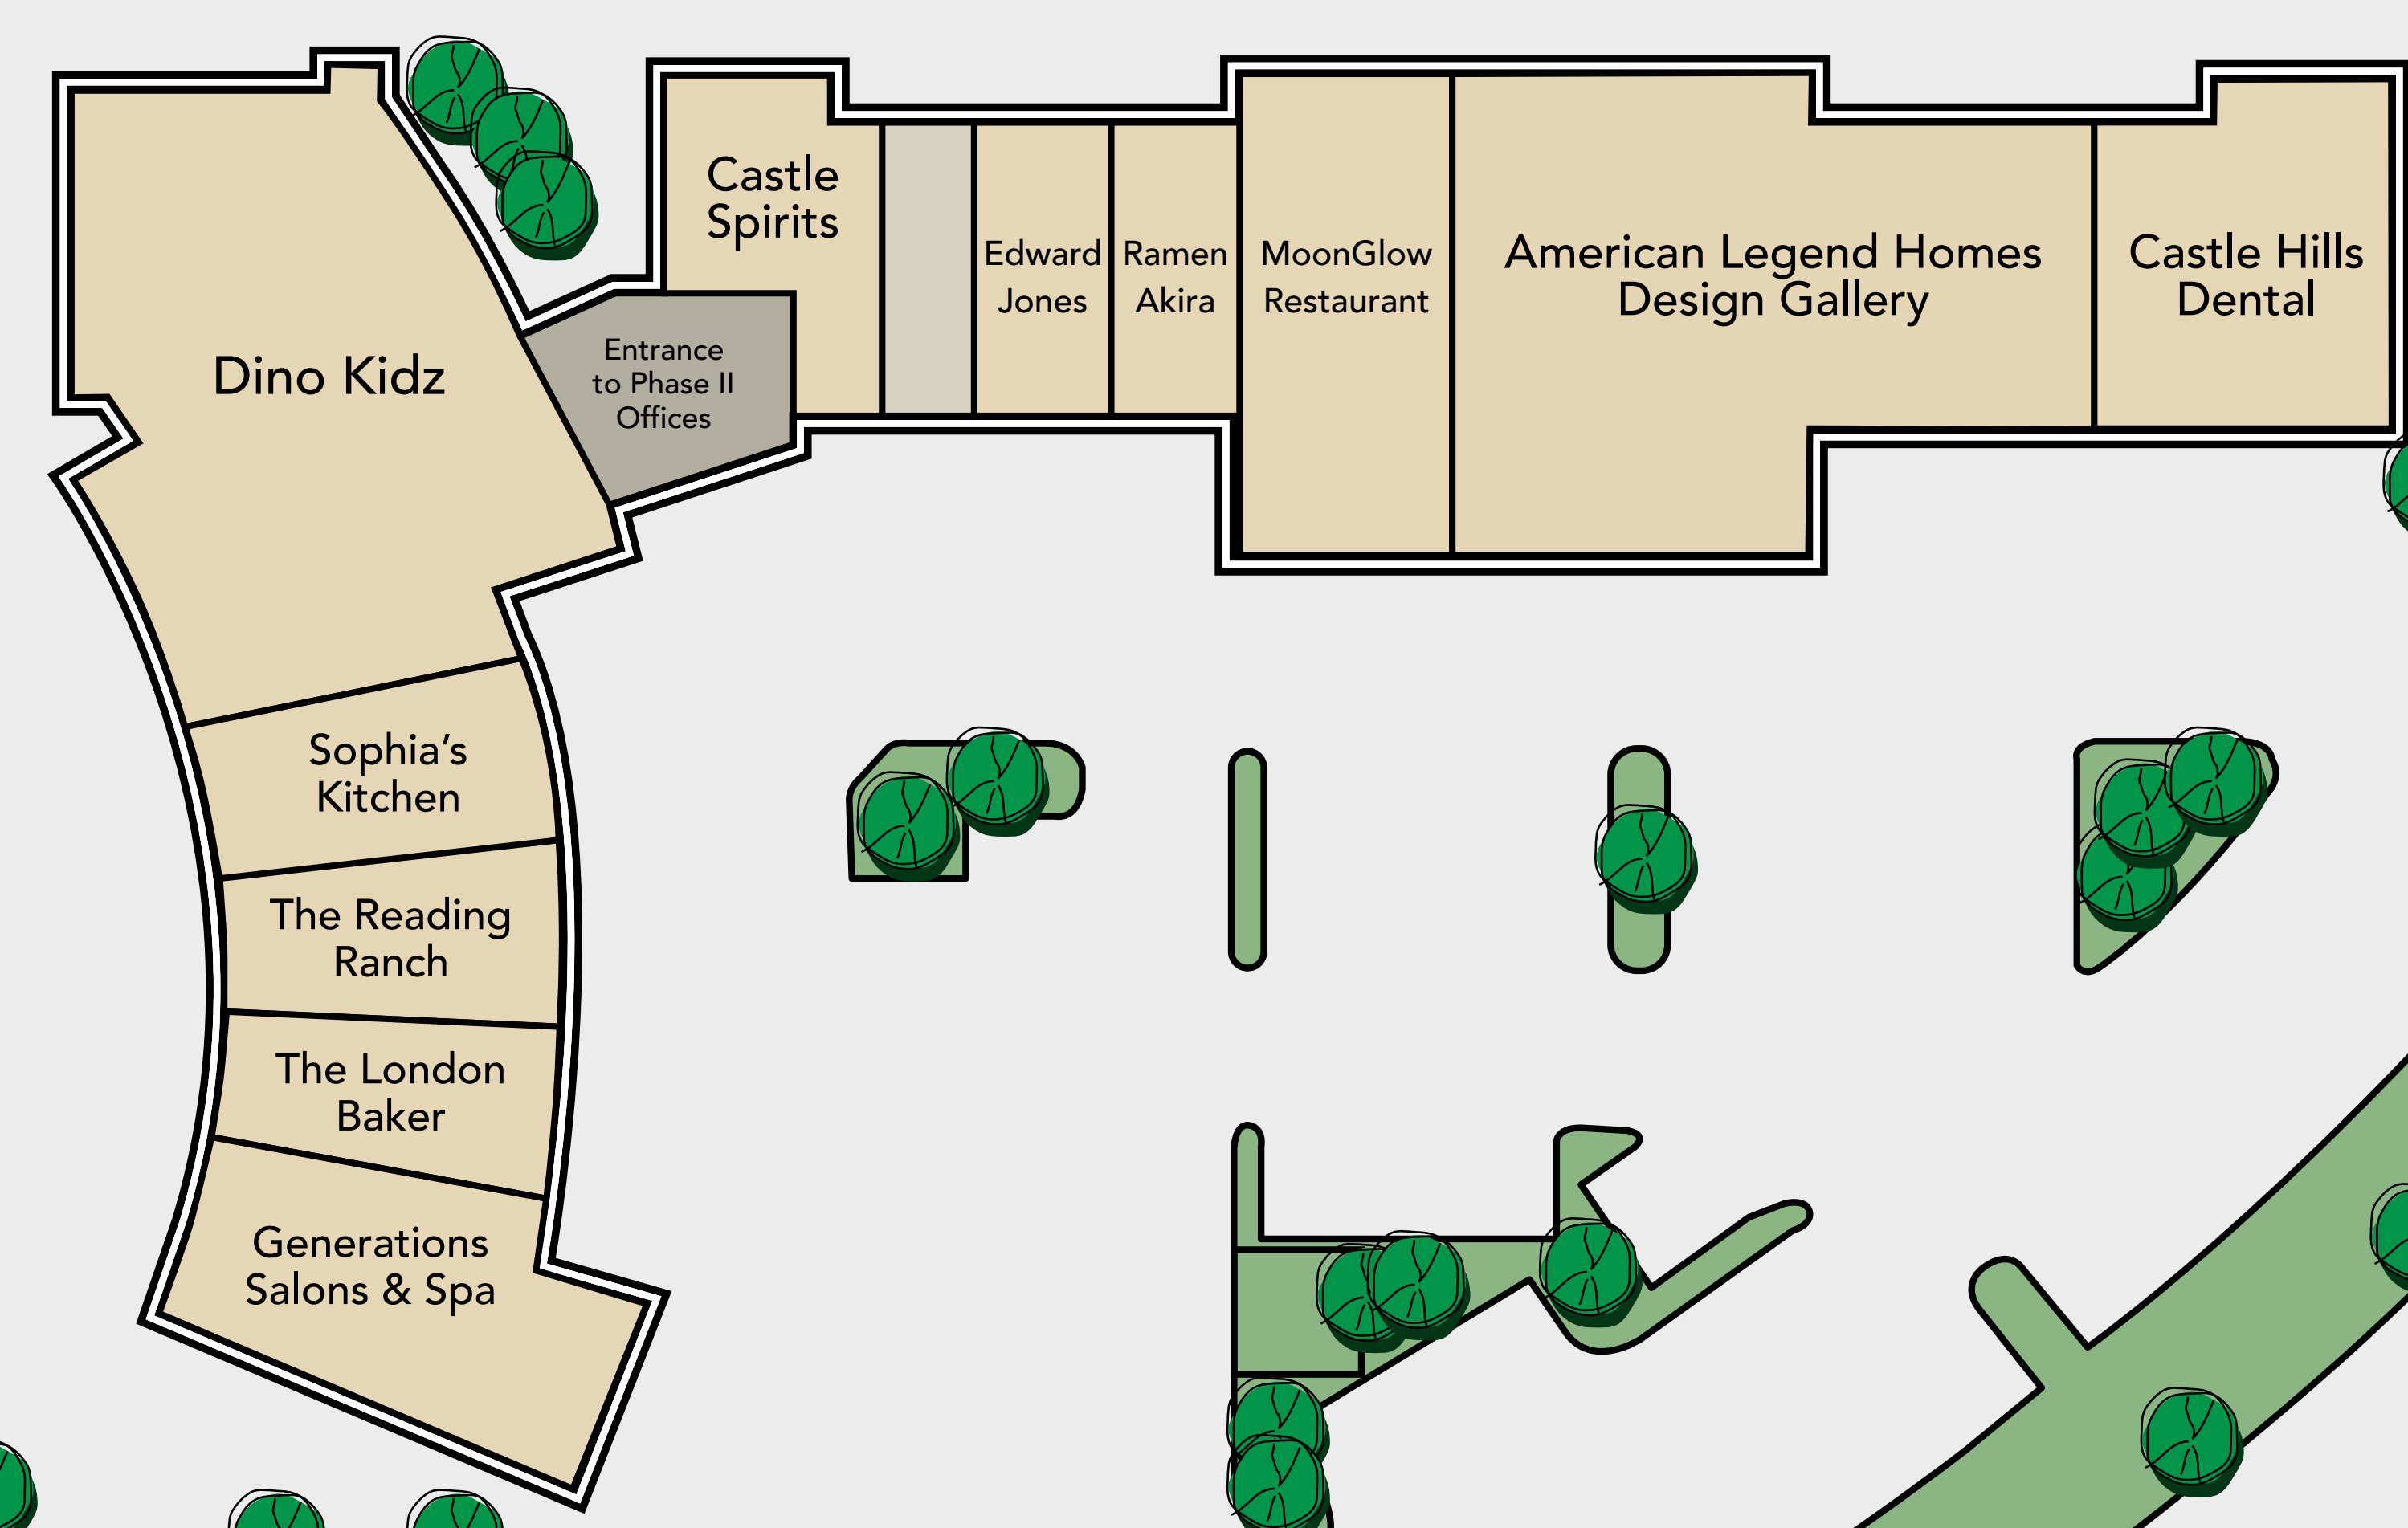 Dino Kidz
Entrance
to Phase II
Offices
Castle
Spirits
Edward
Jones
Ramen
Akira
MoonGlow
Restaurant
American Legend Homes
Design Gallery
Castle Hills
Dental
Sophia’s
Kitchen
The Reading
Ranch
The London
Baker
Generations
Salons & Spa